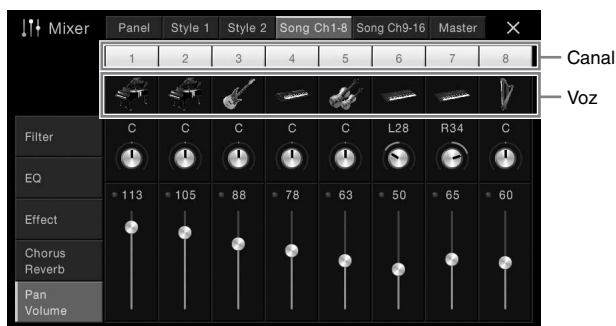 Mixer Panel Style 1 Style 2 Song Ch1-8 Song Ch9-16 Master ×
1 2 3 4 5 6 7 8 Canal
Voz
Filter
C C C C C L28 R34 C
EQ
113 105 88 78 63 50 65 60
Effect
Chorus
Reverb
Pan
Volume